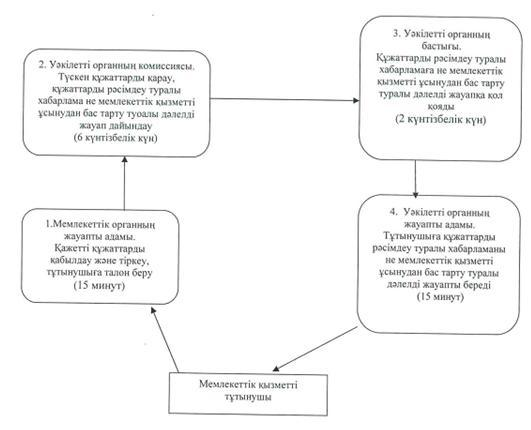 1.Мемлекеттік органның
жауапты адамы.
Қажетті құжаттарды
қабылдау және тіркеу,
тұтынушыға талон беру
(15 минут)
2. Уәкілетті органның комиссиясы.
Түскен құжаттарды қарау,
құжаттарды рәсімдеу туралы
хабарлама не мемлекеттік қызметті
ұсынудан бас тарту туоалы дәлелді
жауап дайындау
(6 күнтізбелік күн)
3. Уәкілетті органның
бастығы.
Құжаттарды рәсімдеу туралы
хабарламаға не мемлекеттік
қызметті ұсынудан бас тарту
туралы дәлелді жауапқа қол
қояды
(2 күнтізбелік күн)
4. Уәкілетті органның
жауапты адамы.
Тұтынушыға құжаттарды
рәсімдеу туралы хабарламаны
не мемлекеттік қызметті
ұсынудан бас тарту туралы
дәлелді жауапты береді
(15 минут)
Мемлекеттік қызметті
тұтынушы